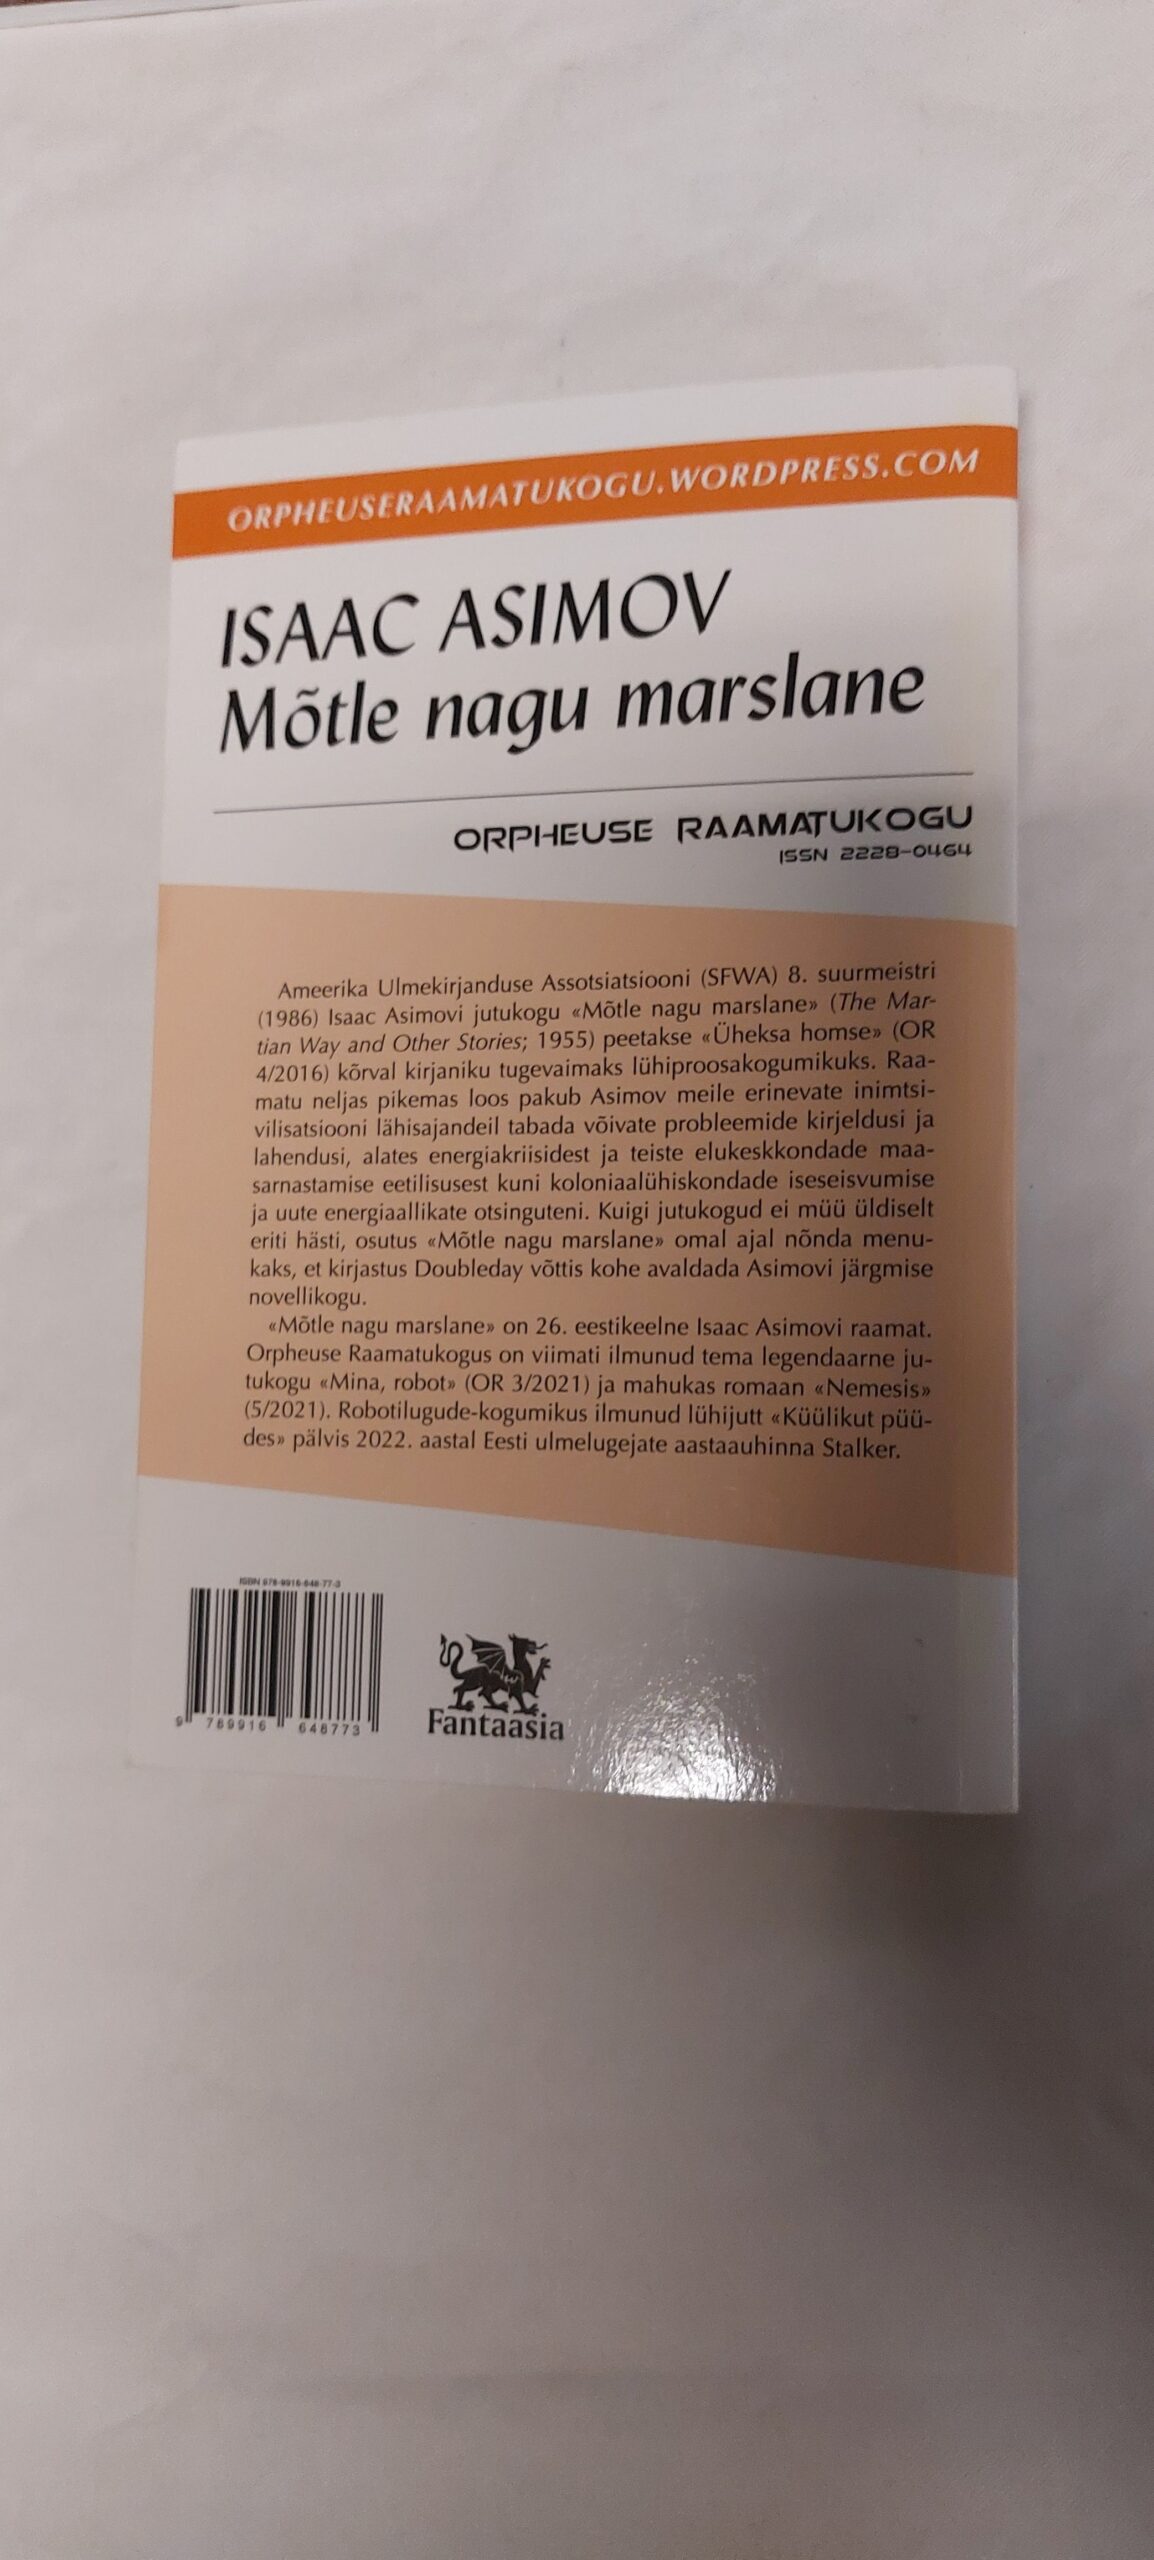 ORPHEUSERAAMATUKOGU.WORDPRESS.COM
ISAAC ASIMOV
Mõtle nagu marslane
ORPHEUSE RAAMATUKOGU
ISSN 2228-0464
Ameerika Ulmekirjanduse Assotsiatsiooni (SFWA) 8. suurmeistri
(1986) Isaac Asimovi jutukogu «Mõtle nagu marslane» (The Mar-
tian Way and Other Stories; 1955) peetakse «Üheksa homse» (OR
4/2016) kõrval kirjaniku tugevaimaks lühiproosakogumikuks. Raa-
matu neljas pikemas loos pakub Asimov meile erinevate inimtsi-
vilisatsiooni lähisajandeil tabada võivate probleemide kirjeldusi ja
lahendusi, alates energiakriisidest ja teiste elukeskkondade maa-
sarnastamise eetilisusest kuni koloniaalühiskondade iseseisvumise
ja uute energiaallikate otsinguteni. Kuigi jutukogud ei müü üldiselt
eriti hästi, osutus «Mõtle nagu marslane» omal ajal nõnda menu-
kaks, et kirjastus Doubleday võttis kohe avaldada Asimovi järgmise
novellikogu.
«Mõtle nagu marslane» on 26. eestikeelne Isaac Asimovi raamat.
Orpheuse Raamatukogus on viimati ilmunud tema legendaarne ju-
tukogu «Mina, robot» (OR 3/2021) ja mahukas romaan «Nemesis»
(5/2021). Robotilugude-kogumikus ilmunud lühijutt «Küülikut püü-
des» pälvis 2022. aastal Eesti ulmelugejate aastaauhinna Stalker.
ISBN 978-9916-648-77-3
9 789916 648773
Fantaasia